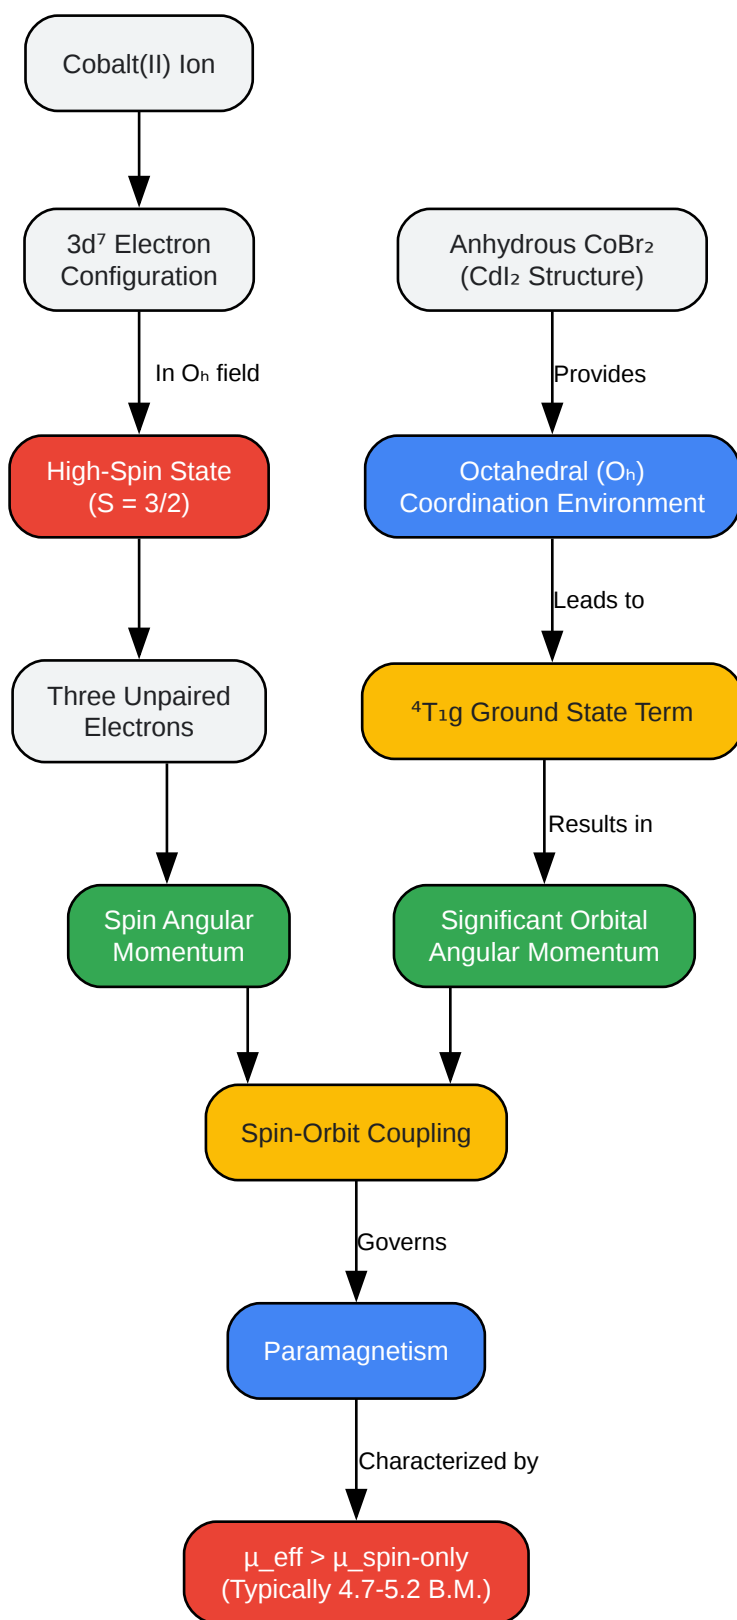 Cobalt(II) Ion
3d⁷ Electron
Configuration
Anhydrous CoBr₂
(CdI₂ Structure)
In Oₕ field
Provides
High-Spin State
(S = 3/2)
Octahedral (Oₕ)
Coordination Environment
Leads to
Three Unpaired
Electrons
⁴T₁g Ground State Term
Results in
Spin Angular
Momentum
Significant Orbital
Angular Momentum
Spin-Orbit Coupling
Governs
Paramagnetism
Characterized by
µ_eff > µ_spin-only
(Typically 4.7-5.2 B.M.)